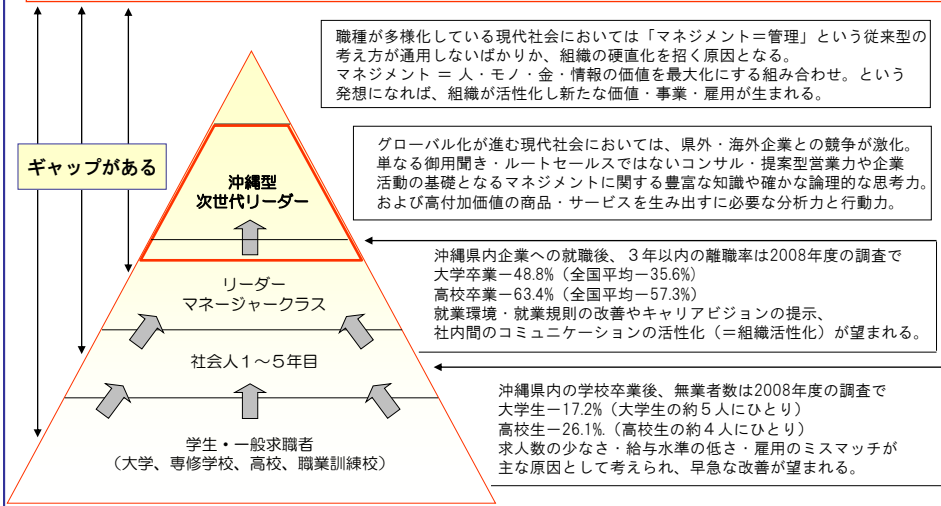 職種が多様化している現代社会においては「マネジメント＝管理」という従来型の
考え方が通用しないばかりか、組織の硬直化を招く原因となる。
マネジメント ＝ 人・モノ・金・情報の価値を最大化にする組み合わせ。という
発想になれば、組織が活性化し新たな価値・事業・雇用が生まれる。
ギャップがある
グローバル化が進む現代社会においては、県外・海外企業との競争が激化。
単なる御用聞き・ルートセールスではないコンサル・提案型営業力や企業
活動の基礎となるマネジメントに関する豊富な知識や確かな論理的な思考力。
および高付加価値の商品・サービスを生み出すに必要な分析力と行動力。
沖縄型
次世代リーダー
沖縄県内企業への就職後、３年以内の離職率は2008年度の調査で
大学卒業－48.8%（全国平均－35.6%）
高校卒業－63.4%（全国平均－57.3%）
就業環境・就業規則の改善やキャリアビジョンの提示、
社内間のコミュニケーションの活性化（＝組織活性化）が望まれる。
リーダー
マネージャークラス
社会人１～５年目
沖縄県内の学校卒業後、無業者数は2008年度の調査で
大学生－17.2%（大学生の約５人にひとり）
高校生－26.1%.（高校生の約４人にひとり）
求人数の少なさ・給与水準の低さ・雇用のミスマッチが
主な原因として考えられ、早急な改善が望まれる。
学生・一般求職者
（大学、専修学校、高校、職業訓練校）